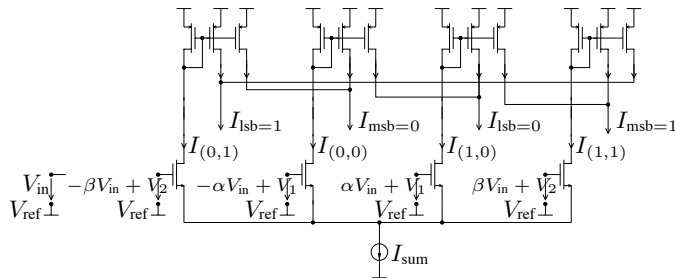 I_lsb=1 I_msb=0 I_lsb=0 I_msb=1
I_(0,1) I_(0,0) I_(1,0) I_(1,1)
V_in −βV_in + V_2 −αV_in + V_1 αV_in + V_1 βV_in + V_2
V_ref V_ref V_ref V_ref V_ref
I_sum